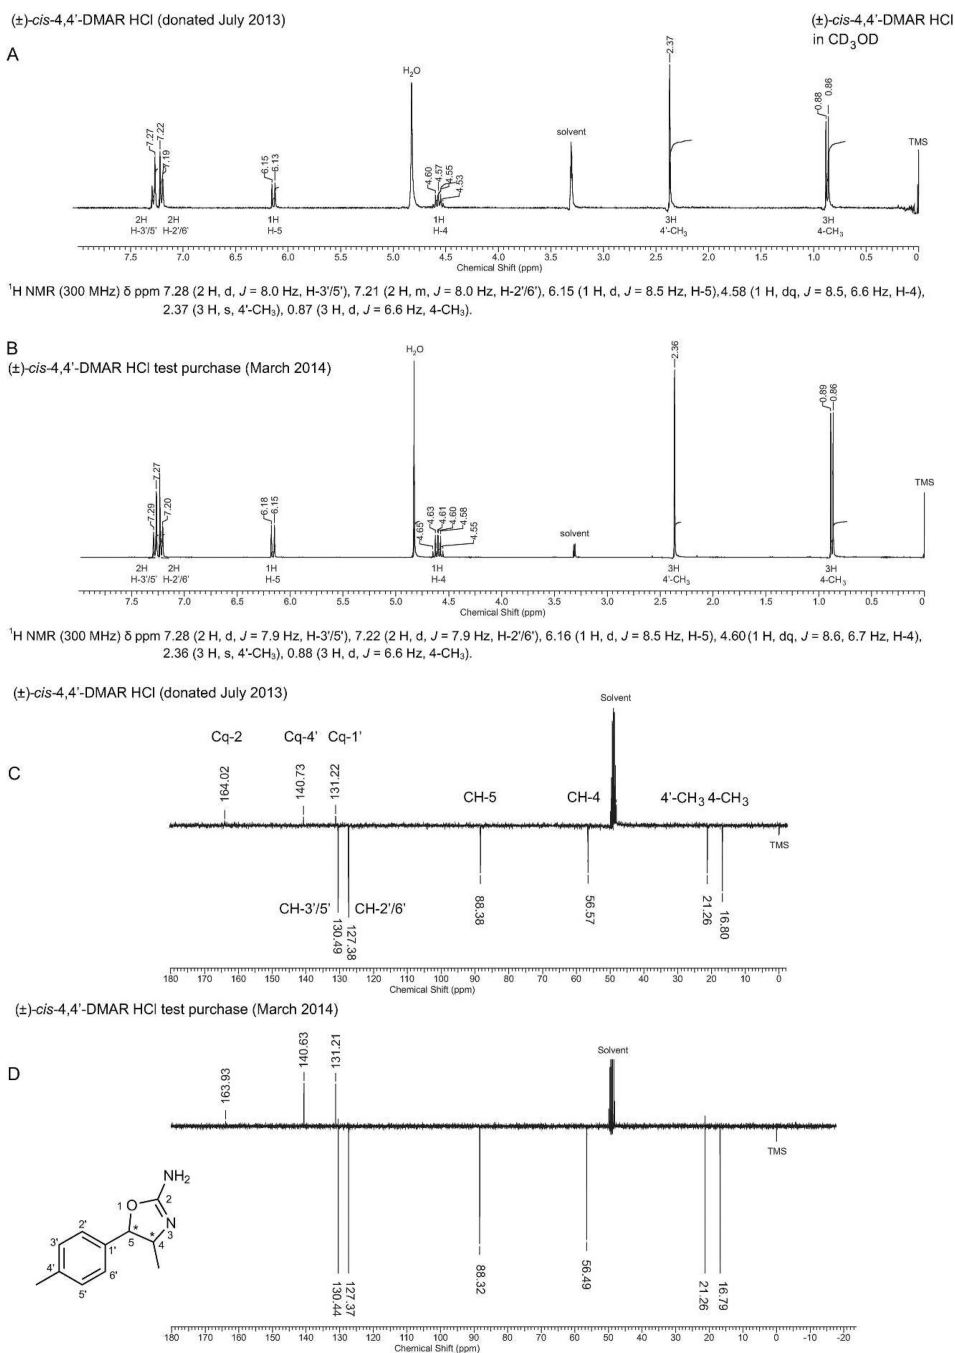 (±)-cis-4,4'-DMAR HCl (donated July 2013)
(±)-cis-4,4'-DMAR HCl
in CD3OD
A
7.27
7.22
7.19
6.15
6.13
H2O
4.60
4.57
4.55
4.53
solvent
2.37
0.88
0.86
TMS
2H
H-3'/5'
2H
H-2'/6'
1H
H-5
1H
H-4
3H
4'-CH3
3H
4-CH3
7.5 7.0 6.5 6.0 5.5 5.0 4.5 4.0 3.5 3.0 2.5 2.0 1.5 1.0 0.5 0
Chemical Shift (ppm)
1H NMR (300 MHz) δ ppm 7.28 (2 H, d, J = 8.0 Hz, H-3'/5'), 7.21 (2 H, m, J = 8.0 Hz, H-2'/6'), 6.15 (1 H, d, J = 8.5 Hz, H-5),4.58 (1 H, dq, J = 8.5, 6.6 Hz, H-4),
2.37 (3 H, s, 4'-CH3), 0.87 (3 H, d, J = 6.6 Hz, 4-CH3).
B
(±)-cis-4,4'-DMAR HCl test purchase (March 2014)
7.29
7.27
7.20
6.18
6.15
H2O
4.65
4.63
4.61
4.60
4.58
4.55
solvent
2.36
0.89
0.86
TMS
2H
H-3'/5'
2H
H-2'/6'
1H
H-5
1H
H-4
3H
4'-CH3
3H
4-CH3
7.5 7.0 6.5 6.0 5.5 5.0 4.5 4.0 3.5 3.0 2.5 2.0 1.5 1.0 0.5 0
Chemical Shift (ppm)
1H NMR (300 MHz) δ ppm 7.28 (2 H, d, J = 7.9 Hz, H-3'/5'), 7.22 (2 H, d, J = 7.9 Hz, H-2'/6'), 6.16 (1 H, d, J = 8.5 Hz, H-5), 4.60 (1 H, dq, J = 8.6, 6.7 Hz, H-4),
2.36 (3 H, s, 4'-CH3), 0.88 (3 H, d, J = 6.6 Hz, 4-CH3).
(±)-cis-4,4'-DMAR HCl (donated July 2013)
C
Cq-2 Cq-4' Cq-1'
164.02
140.73
131.22
Solvent
CH-5 CH-4 4'-CH3 4-CH3
TMS
CH-3'/5' CH-2'/6'
130.49
127.38
88.38
56.57
21.26
16.80
180 170 160 150 140 130 120 110 100 90 80 70 60 50 40 30 20 10 0
Chemical Shift (ppm)
(±)-cis-4,4'-DMAR HCl test purchase (March 2014)
D
163.93
140.63
131.21
Solvent
TMS
130.44
127.37
88.32
56.49
21.26
16.79
NH2
O
N
1
2
3
4
5
*
*
1'
2'
3'
4'
5'
6'
180 170 160 150 140 130 120 110 100 90 80 70 60 50 40 30 20 10 0 -10 -20
Chemical Shift (ppm)